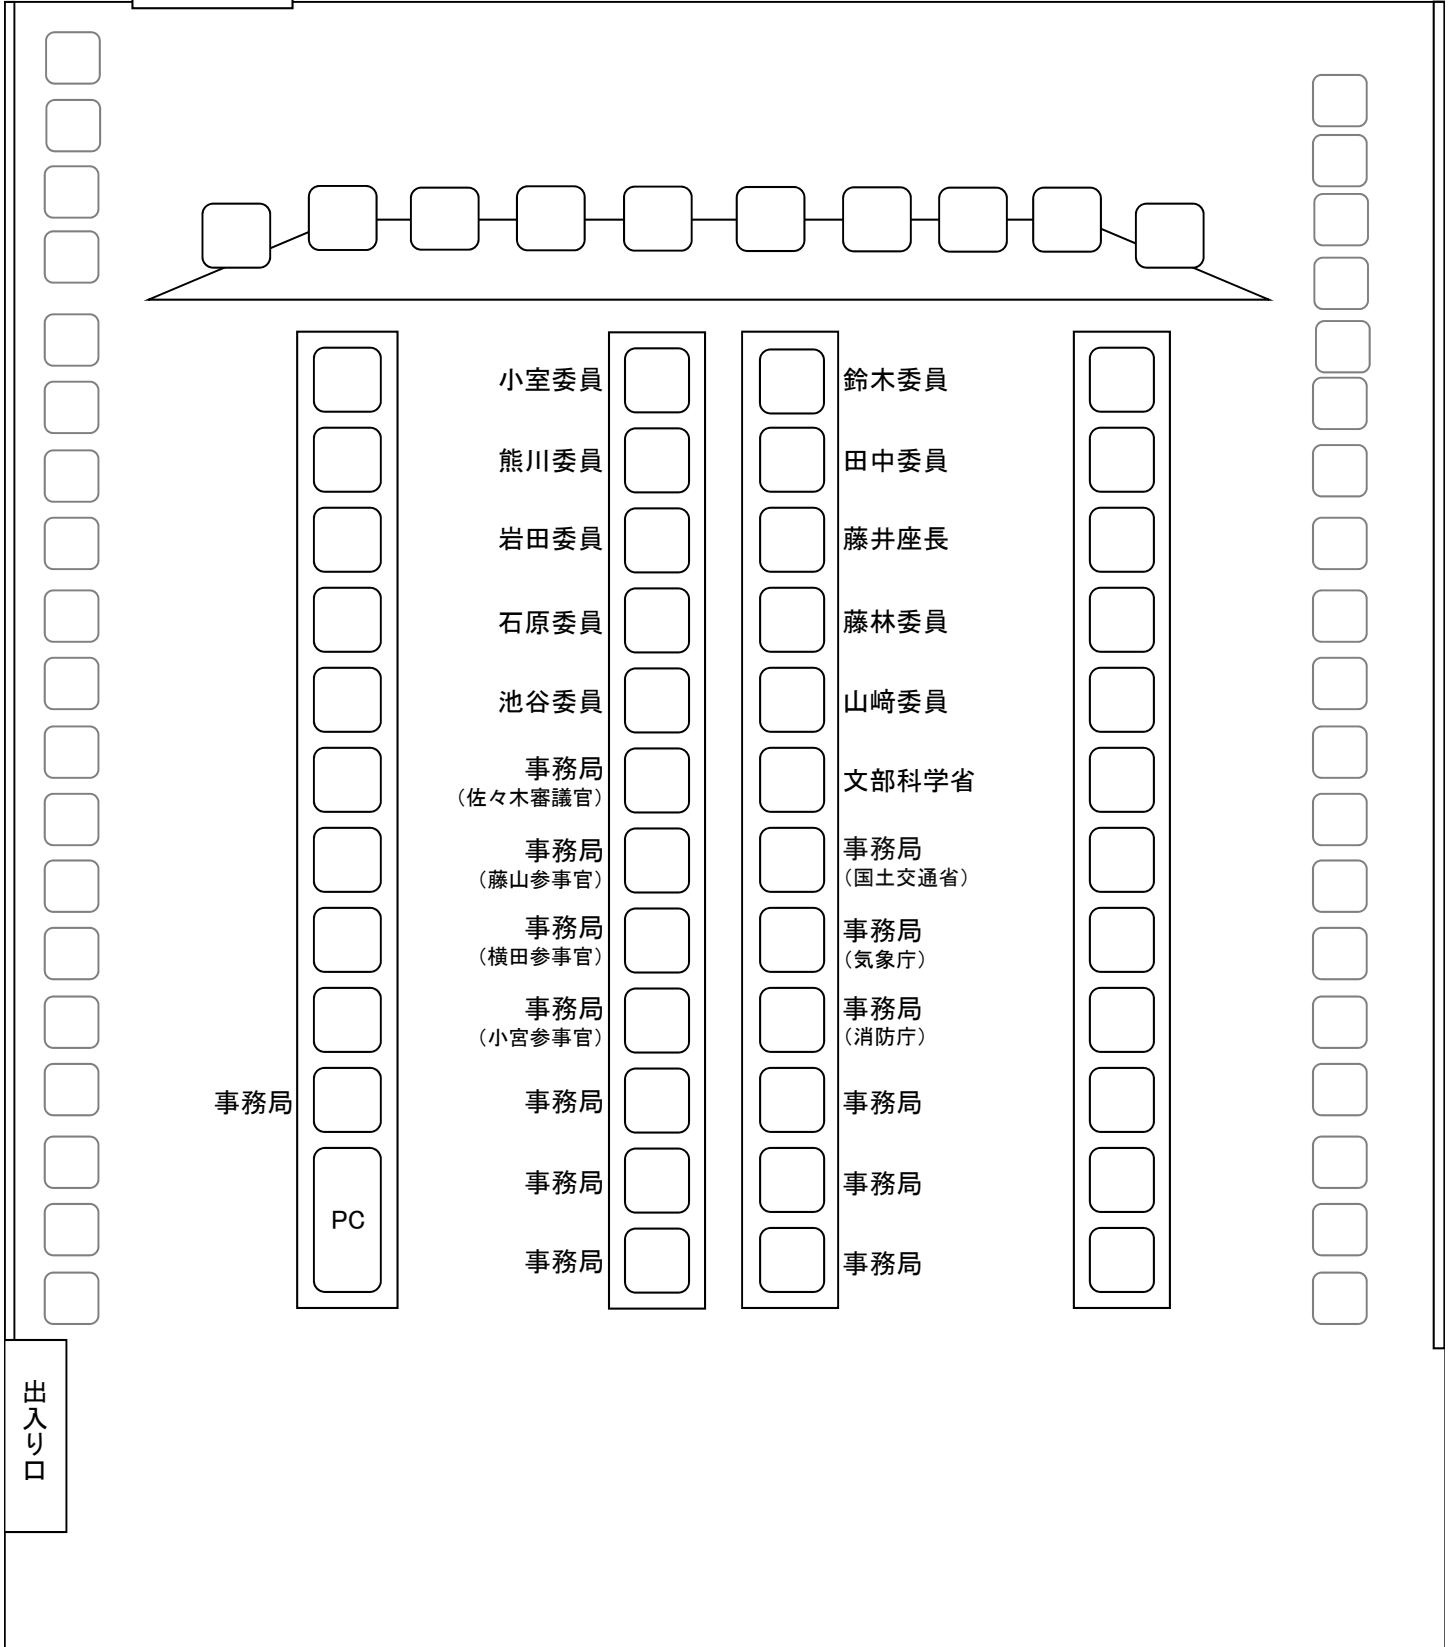 小室委員
鈴木委員
熊川委員
田中委員
岩田委員
藤井座長
石原委員
藤林委員
池谷委員
山﨑委員
事務局
（佐々木審議官）
文部科学省
事務局
（藤山参事官）
事務局
（国土交通省）
事務局
（横田参事官）
事務局
（気象庁）
事務局
（小宮参事官）
事務局
（消防庁）
事務局
事務局
事務局
事務局
事務局
PC
事務局
事務局
出入り口